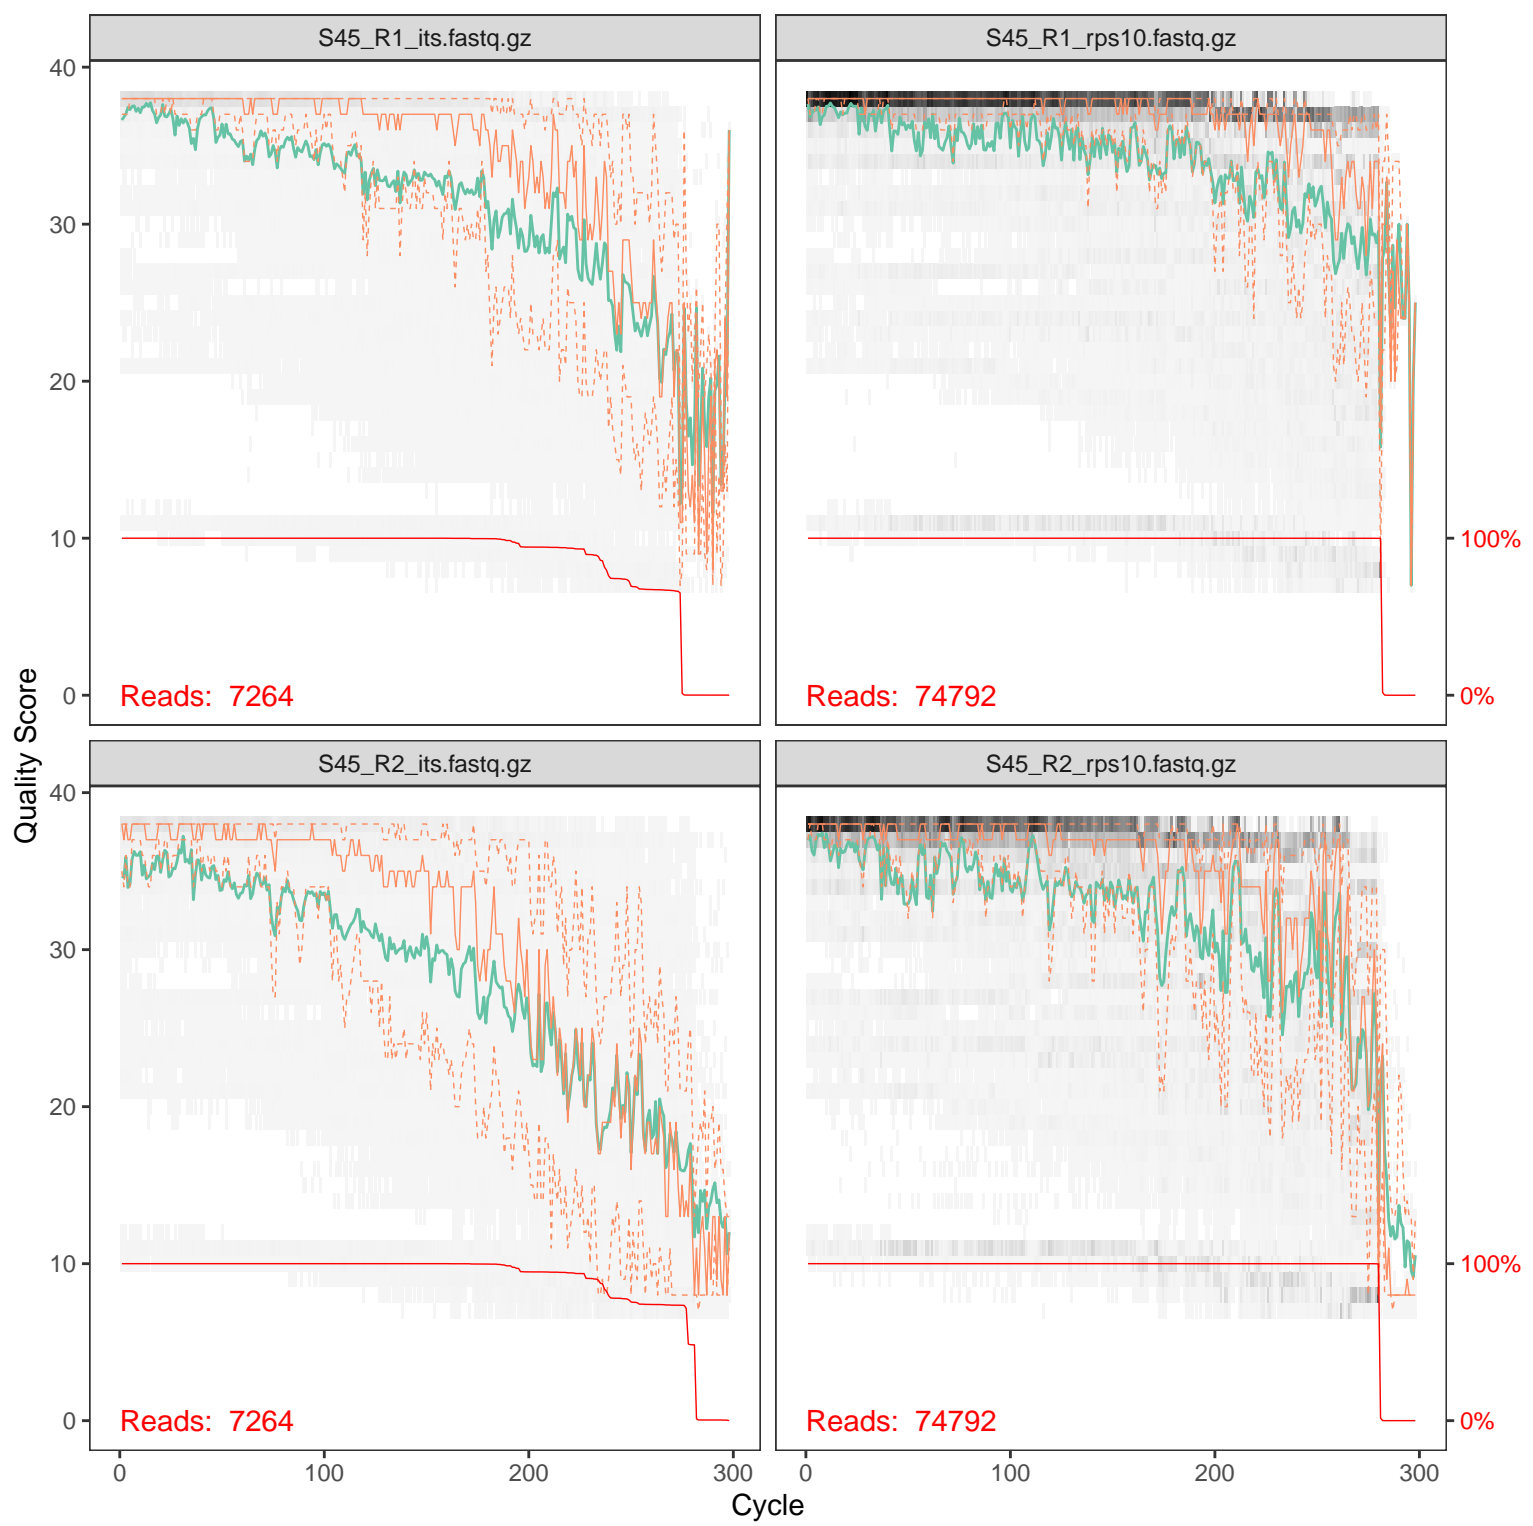 S45_R1_its.fastq.gz
S45_R1_rps10.fastq.gz
40
30
20
10
0
100%
0%
Reads: 7264
Reads: 74792
Quality Score
S45_R2_its.fastq.gz
S45_R2_rps10.fastq.gz
40
30
20
10
0
100%
0%
Reads: 7264
Reads: 74792
0 100 200 300
0 100 200 300
Cycle